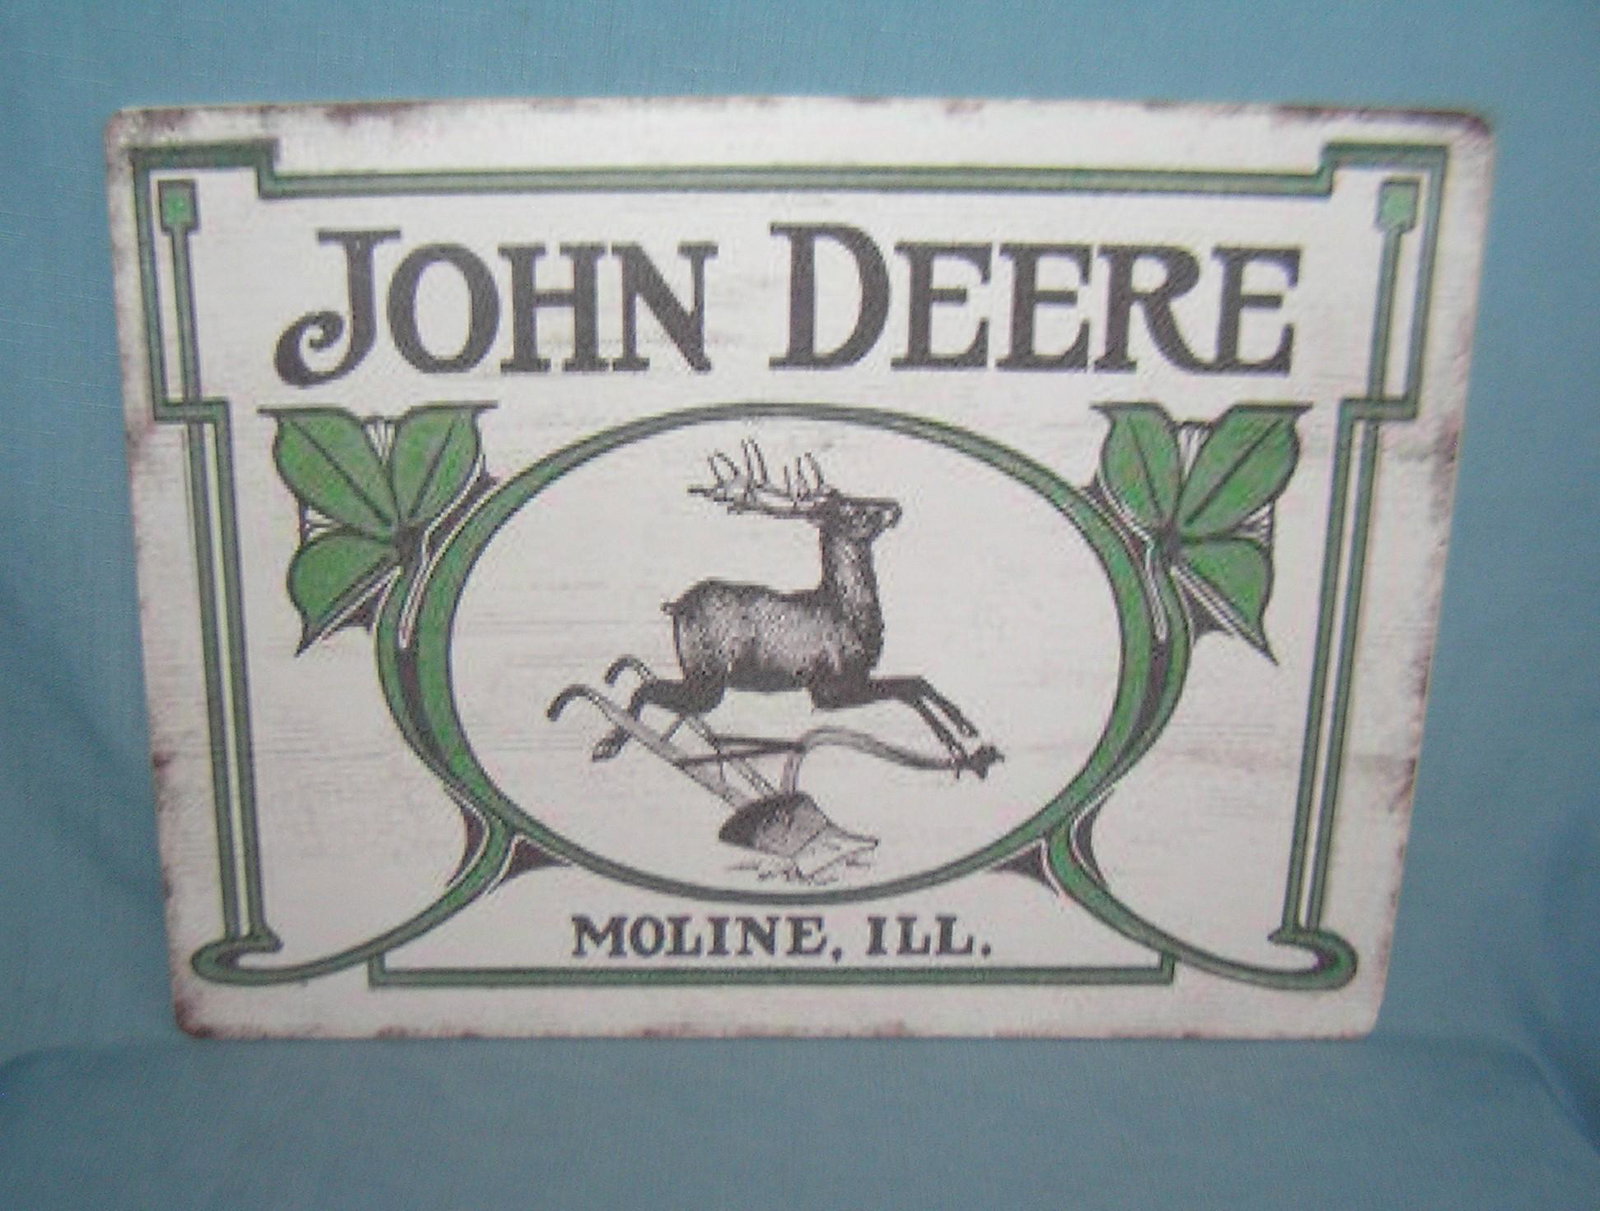 JOHN DEERE
MOLINE, ILL.